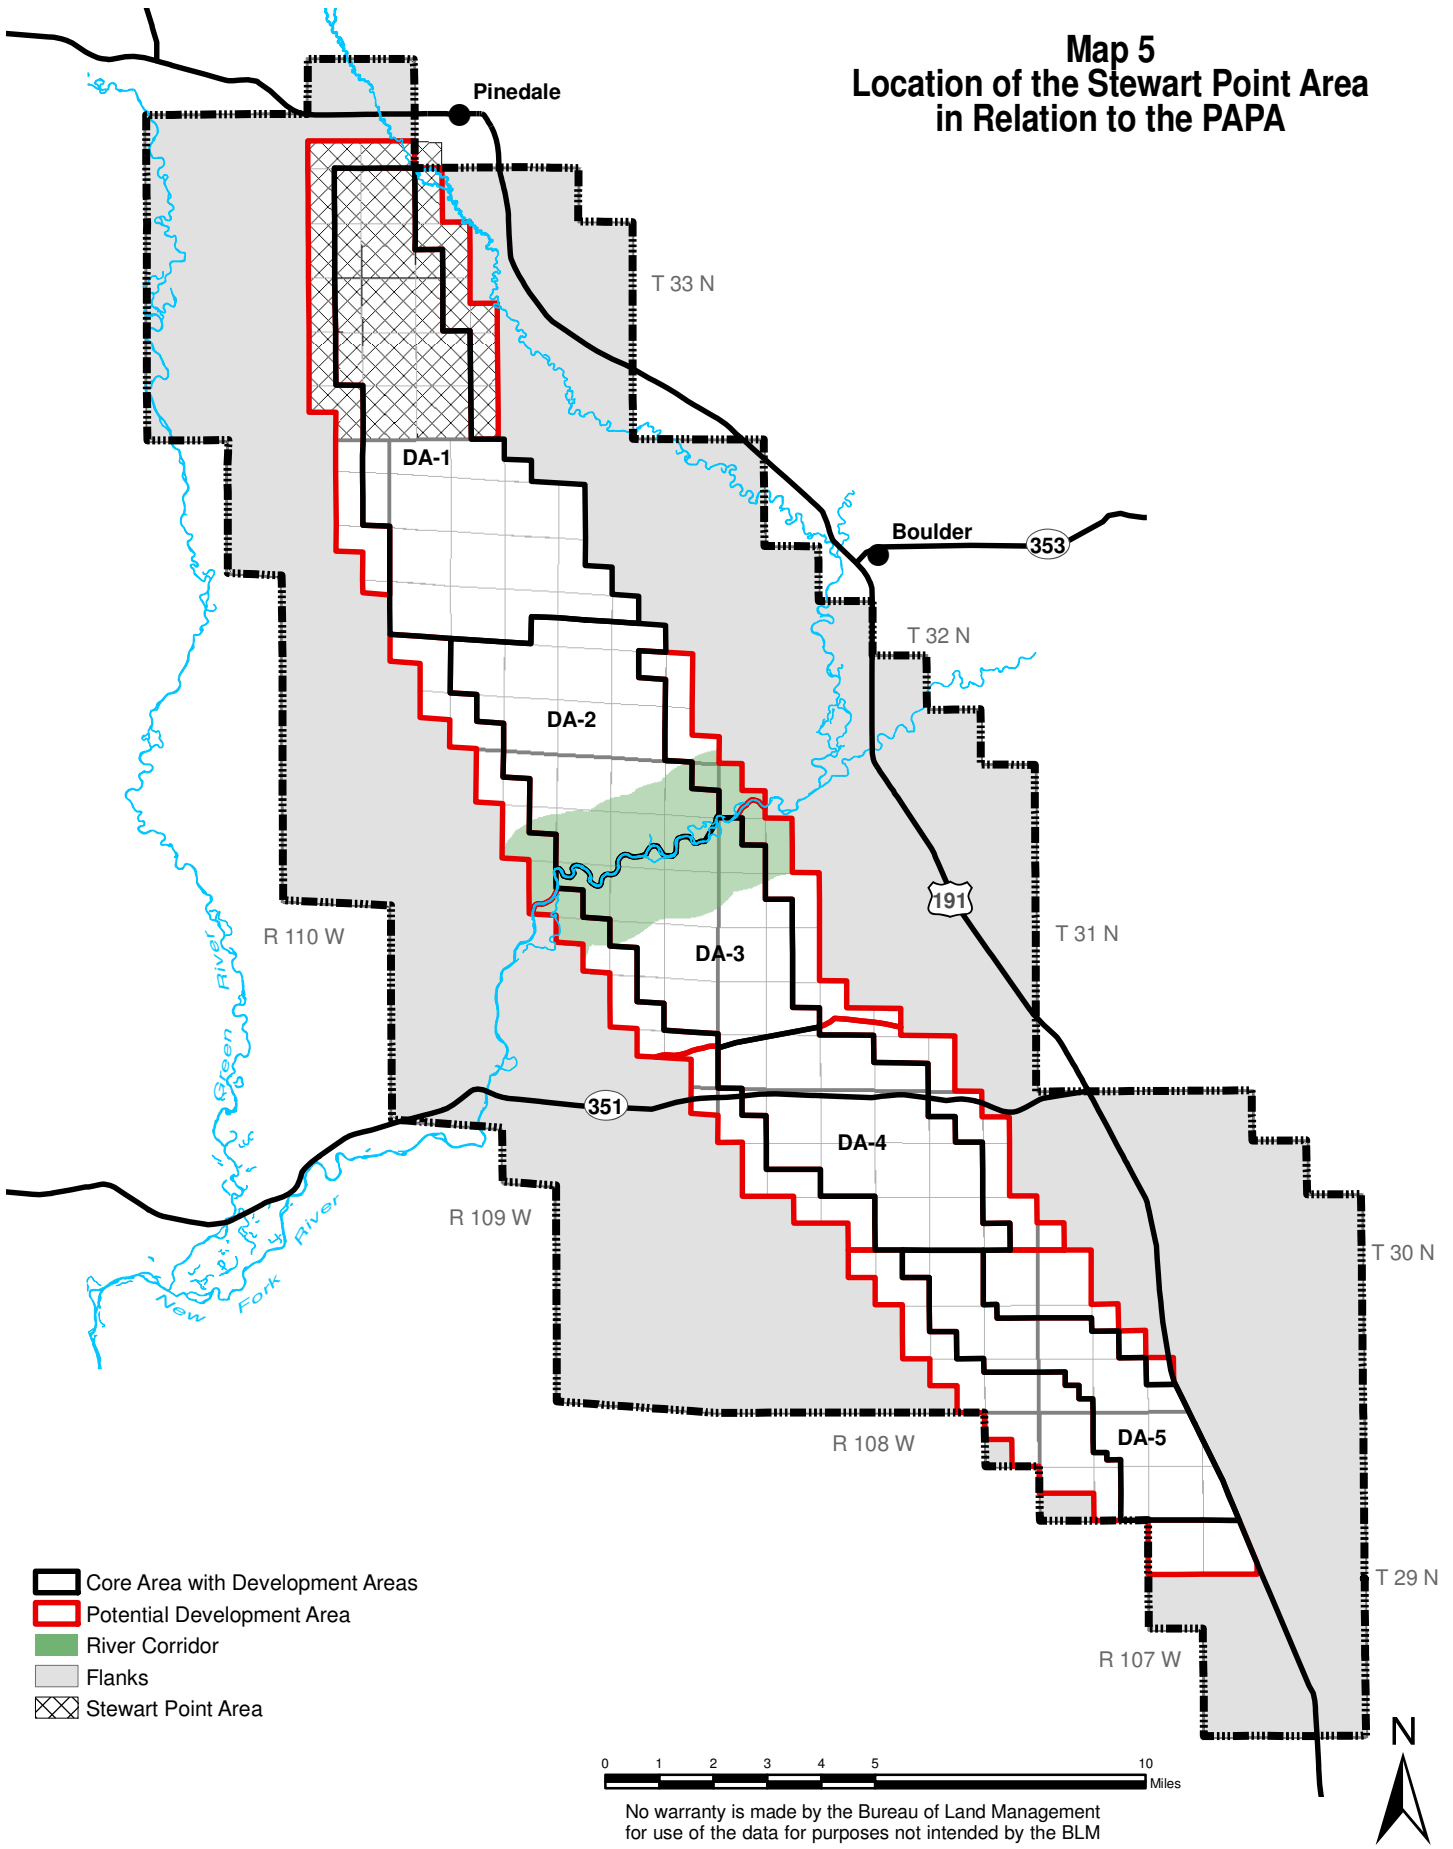 Map 5
Location of the Stewart Point Area
in Relation to the PAPA
Pinedale
T 33 N
DA-1
Boulder
353
T 32 N
DA-2
191
R 110 W
Green River
T 31 N
DA-3
351
DA-4
R 109 W
New Fork River
T 30 N
R 108 W
DA-5
T 29 N
R 107 W
Core Area with Development Areas
Potential Development Area
River Corridor
Flanks
Stewart Point Area
N
0 1 2 3 4 5 10
Miles
No warranty is made by the Bureau of Land Management
for use of the data for purposes not intended by the BLM